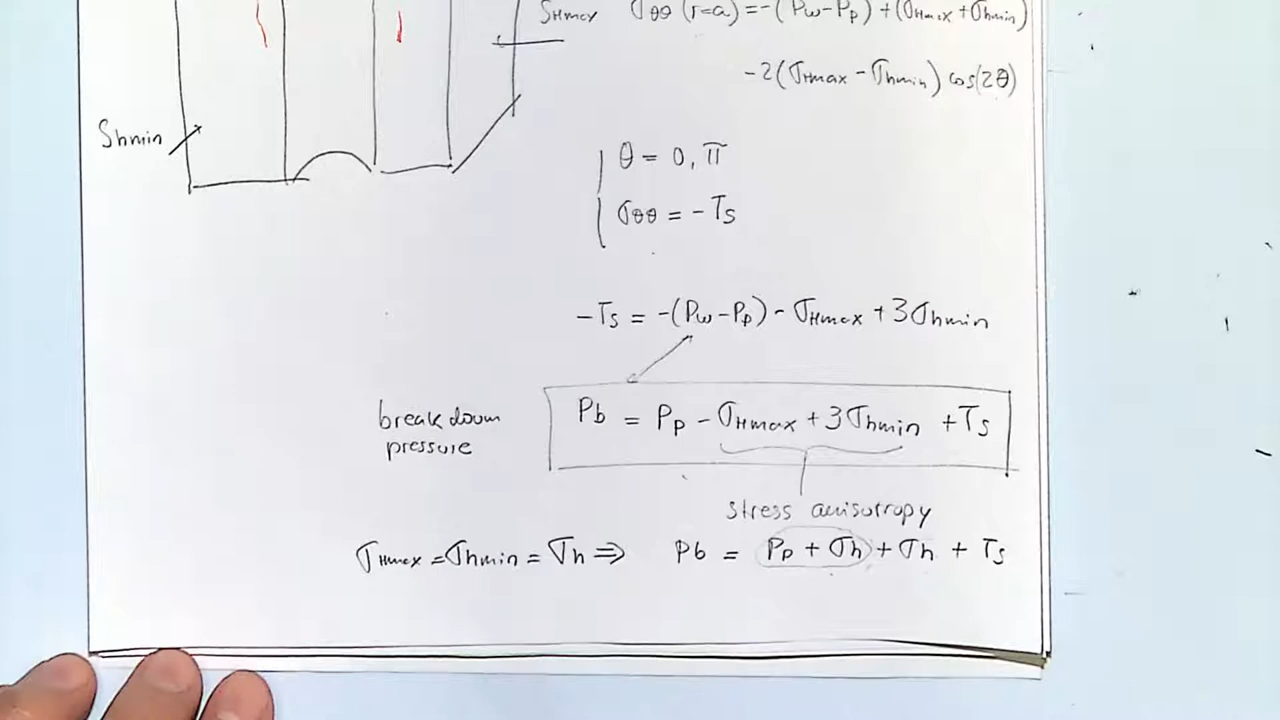 SHmax σθθ (r=a) = -(Pw-Pp) + (σHmax + σhmin)
-2(σHmax - σhmin) cos(2θ)
Shmin
θ = 0, π
σθθ = -Ts
-Ts = -(Pw-Pp) - σHmax + 3σhmin
break down
pressure
Pb = Pp - σHmax + 3σhmin + Ts
stress anisotropy
σHmax = σhmin = σh ⇒ Pb = Pp + σh + σh + Ts